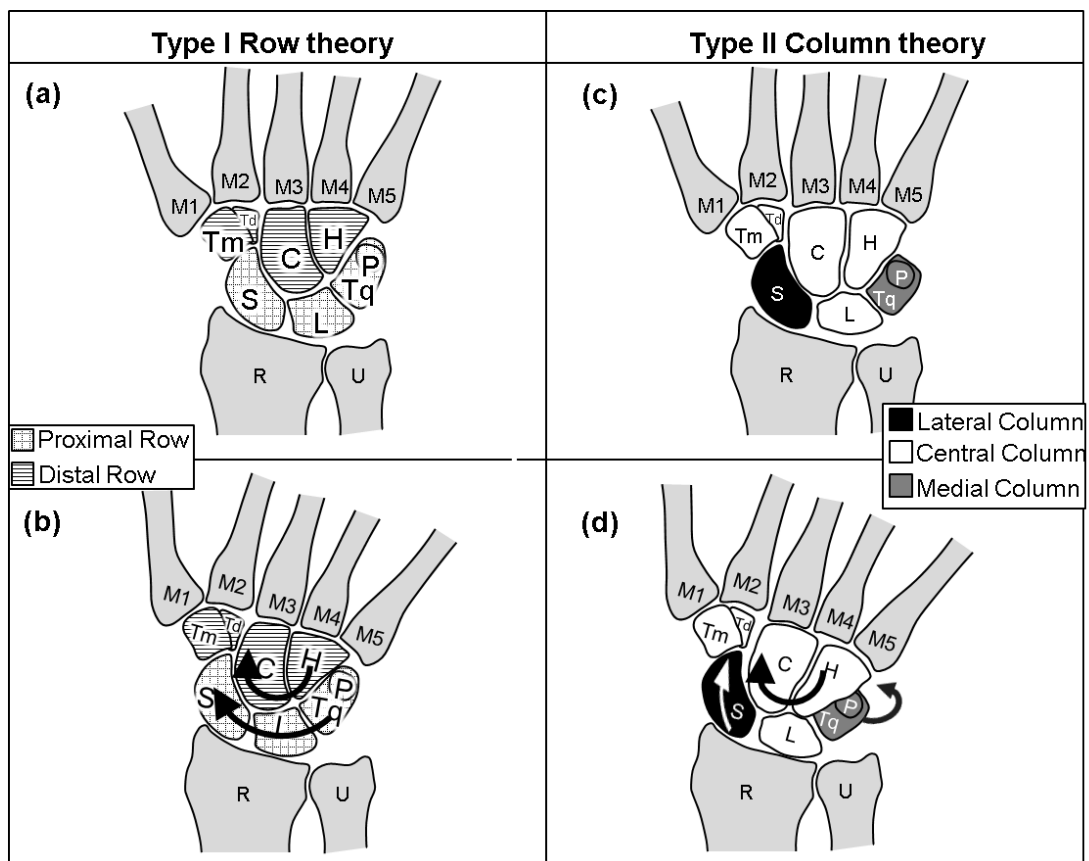 Type I Row theory
Type II Column theory
(a)
M1
M2
M3
M4
M5
Td
Tm
C
H
P
Tq
S
L
R
U
Proximal Row
Distal Row
(c)
M1
M2
M3
M4
M5
Td
Tm
C
H
P
Tq
S
L
R
U
Lateral Column
Central Column
Medial Column
(b)
M1
M2
M3
M4
M5
Td
Tm
C
H
P
Tq
S
L
R
U
(d)
M1
M2
M3
M4
M5
Td
Tm
C
H
P
Tq
S
L
R
U